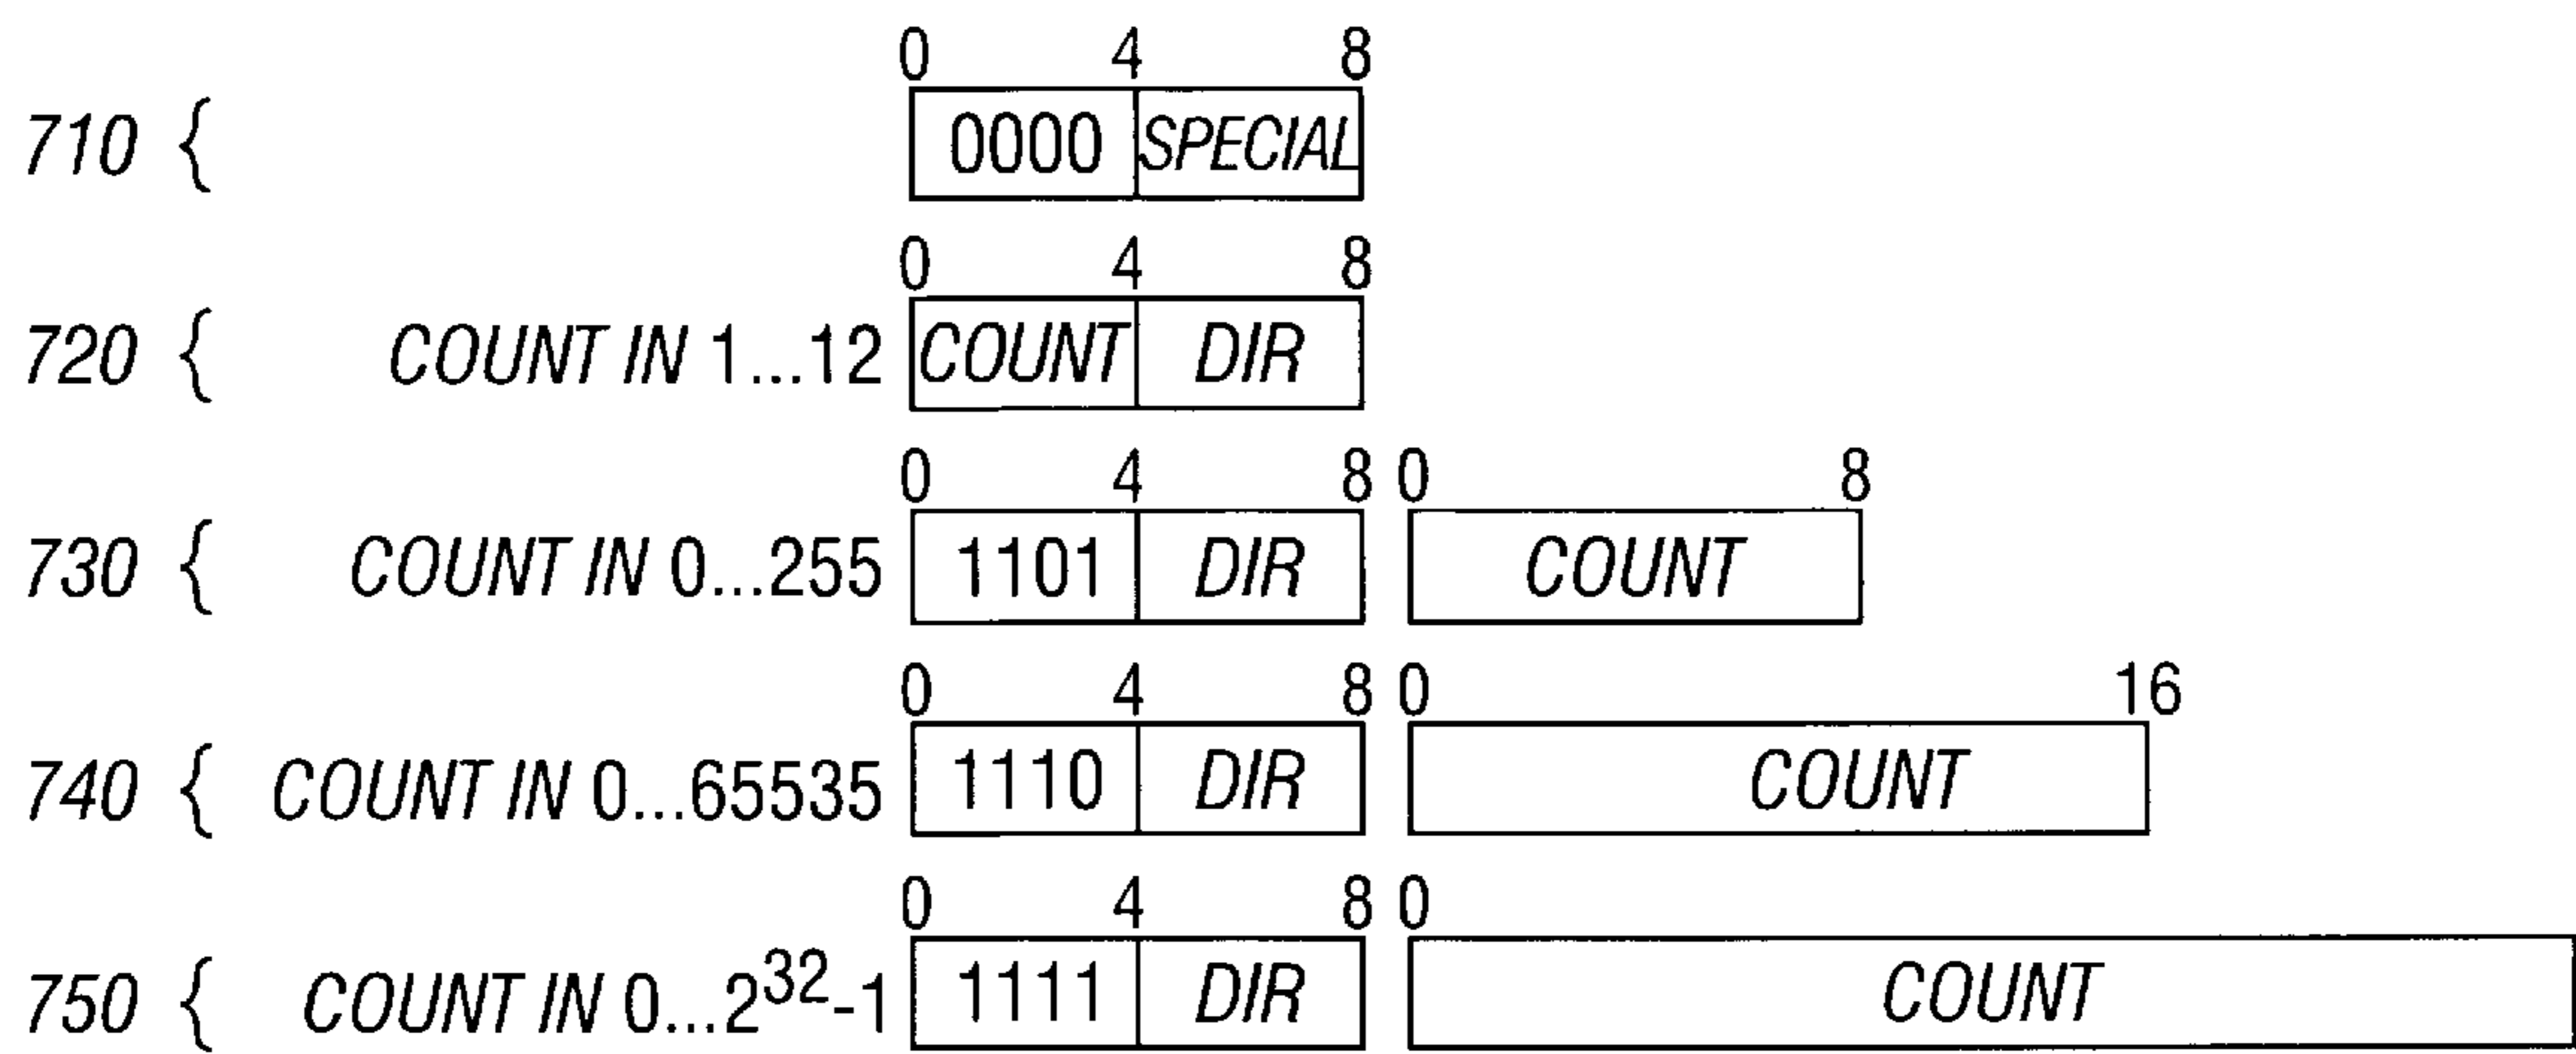 0 4 8
710 { 0000 SPECIAL
0 4 8
720 { COUNT IN 1...12 COUNT DIR
0 4 8 0 8
730 { COUNT IN 0...255 1101 DIR COUNT
0 4 8 0 16
740 { COUNT IN 0...65535 1110 DIR COUNT
0 4 8 0
750 { COUNT IN 0...2^32-1 1111 DIR COUNT